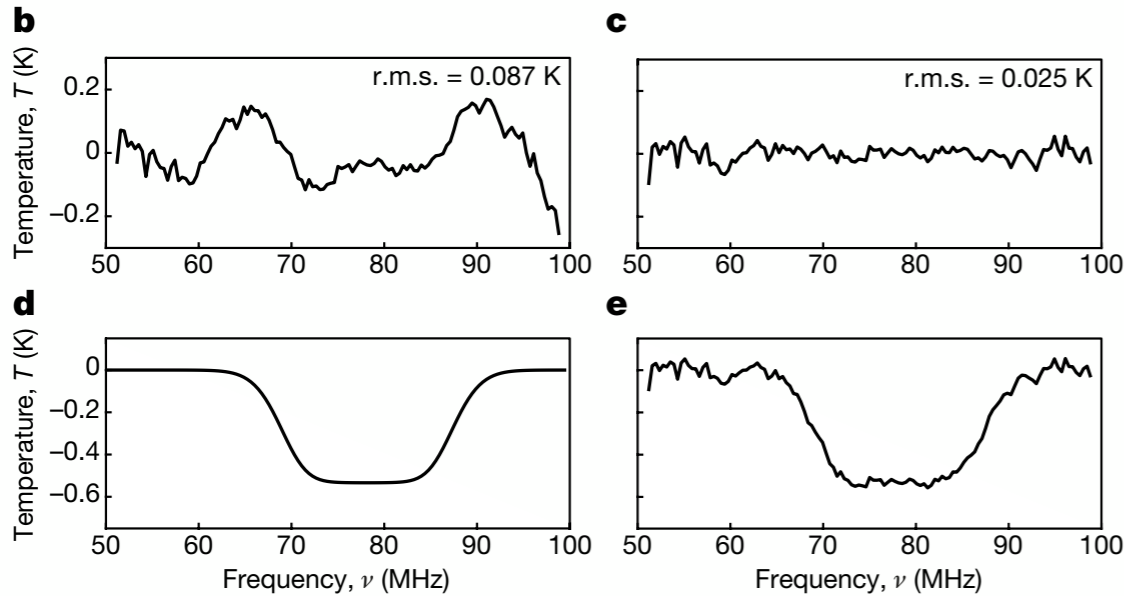 b
Temperature, T (K)
r.m.s. = 0.087 K
0.2
0
−0.2
50 60 70 80 90 100
c
r.m.s. = 0.025 K
50 60 70 80 90 100
d
Temperature, T (K)
0
−0.2
−0.4
−0.6
50 60 70 80 90 100
Frequency, ν (MHz)
e
50 60 70 80 90 100
Frequency, ν (MHz)